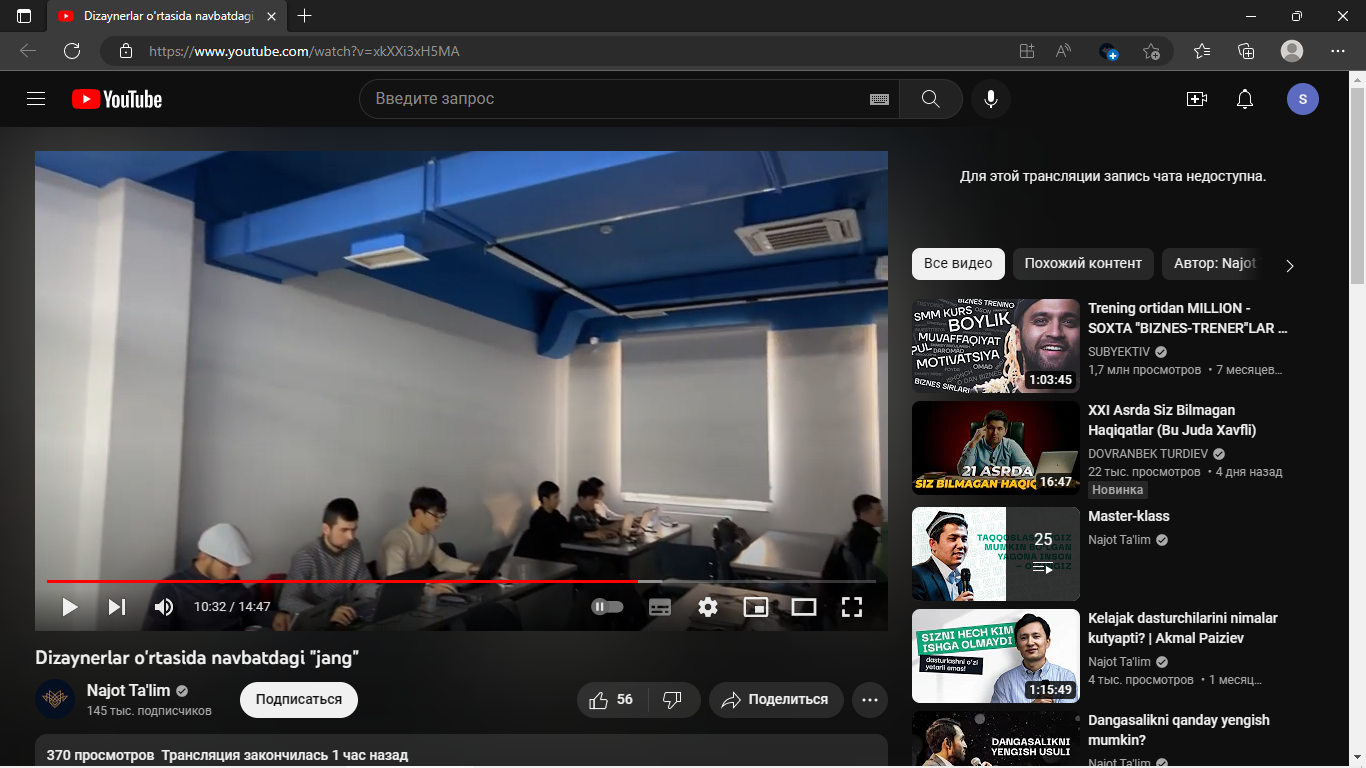 Dizaynerlar o'rtasida navbatdagi
https://www.youtube.com/watch?v=xkXXi3xH5MA
YouTube
Введите запрос
S
Для этой трансляции запись чата недоступна.
Все видео
Похожий контент
Автор: Najot
BIZNES TRENING
SMM KURS
BOYLIK
MUVAFFAQIYAT
PUL
DAROMAD
MOTIVATSIYA
OMAD
BIZNES SIRLARI
1:03:45
Trening ortidan MILLION -
SOXTA "BIZNES-TRENER"LAR ...
SUBYEKTIV
1,7 млн просмотров • 7 месяцев...
21 ASRDA
SIZ BILMAGAN HAQIQ
16:47
XXI Asrda Siz Bilmagan
Haqiqatlar (Bu Juda Xavfli)
DOVRANBEK TURDIEV
22 тыс. просмотров • 4 дня назад
Новинка
25
Master-klass
Najot Ta'lim
SIZNI HECH KIM
ISHGA OLMAYDI
dasturlashni o'zi
yetarli emas!
1:15:49
Kelajak dasturchilarini nimalar
kutyapti? | Akmal Paiziev
Najot Ta'lim
4 тыс. просмотров • 1 месяц...
DANGASALIKNI
YENGISH USULI
Dangasalikni qanday yengish
mumkin?
Najot Ta'lim
10:32 / 14:47
Dizaynerlar o'rtasida navbatdagi "jang"
Najot Ta'lim
145 тыс. подписчиков
Подписаться
56
Поделиться
370 просмотров Трансляция закончилась 1 час назад